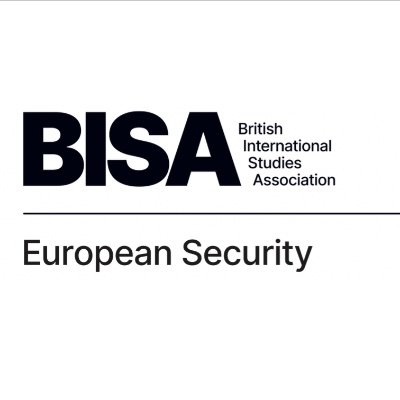 BISA
British
International
Studies
Association
European Security